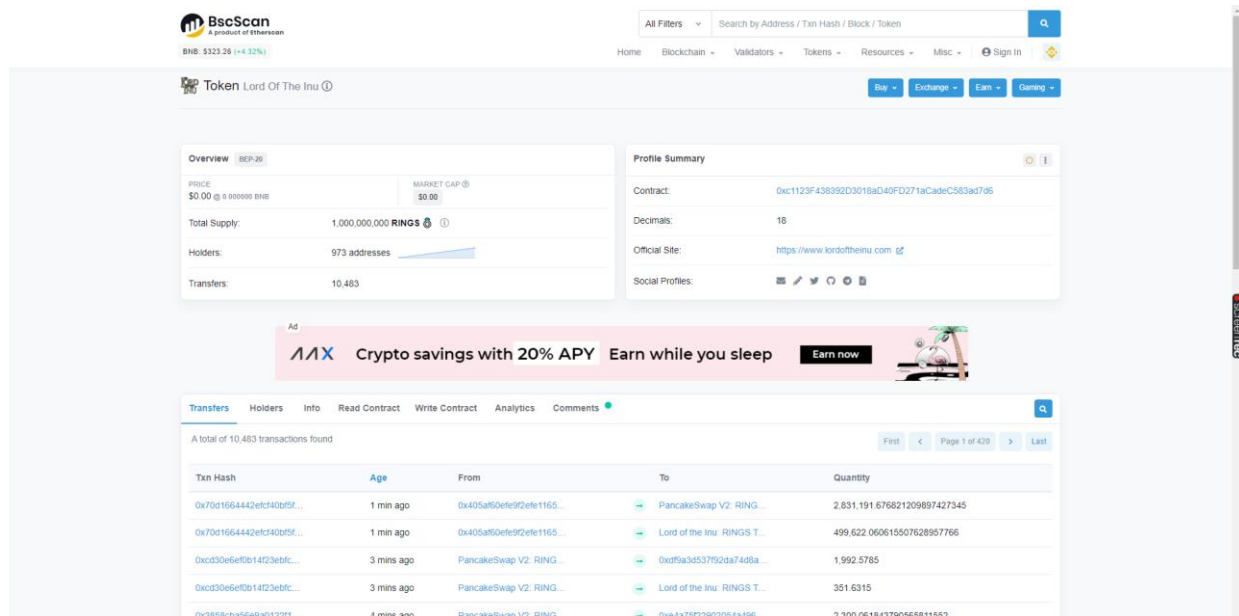 BscScan
A product of Etherscan
All Filters Search by Address / Txn Hash / Block / Token
BNB: $323.26 (+4.32%)
Home Blockchain Validators Tokens Resources Misc Sign In
Token Lord Of The Inu
Buy Exchange Earn Gaming
Overview BEP-20
PRICE MARKET CAP
$0.00 @ 0.000000 BNB $0.00
Total Supply: 1,000,000,000 RINGS
Holders: 973 addresses
Transfers: 10,483
Profile Summary
Contract: 0xc1123F438392D3018aD40FD271aCadeC583ad7d6
Decimals: 18
Official Site: https://www.lordoftheinu.com
Social Profiles:
Ad
AAX Crypto savings with 20% APY Earn while you sleep Earn now
Transfers Holders Info Read Contract Write Contract Analytics Comments
A total of 10,483 transactions found
First < Page 1 of 420 > Last
Txn Hash Age From To Quantity
0x70d1664442efcf40bf5f... 1 min ago 0x405af60efe9f2efe1165... PancakeSwap V2: RING... 2,831,191.676821209897427345
0x70d1664442efcf40bf5f... 1 min ago 0x405af60efe9f2efe1165... Lord of the Inu: RINGS T... 499,622.060615507628957766
0xcd30e6ef0b14f23ebfc... 3 mins ago PancakeSwap V2: RING... 0xdf9a3d537f92da74d8a... 1,992.5785
0xcd30e6ef0b14f23ebfc... 3 mins ago PancakeSwap V2: RING... Lord of the Inu: RINGS T... 351.6315
4 mins ago PancakeSwap V2: RING...